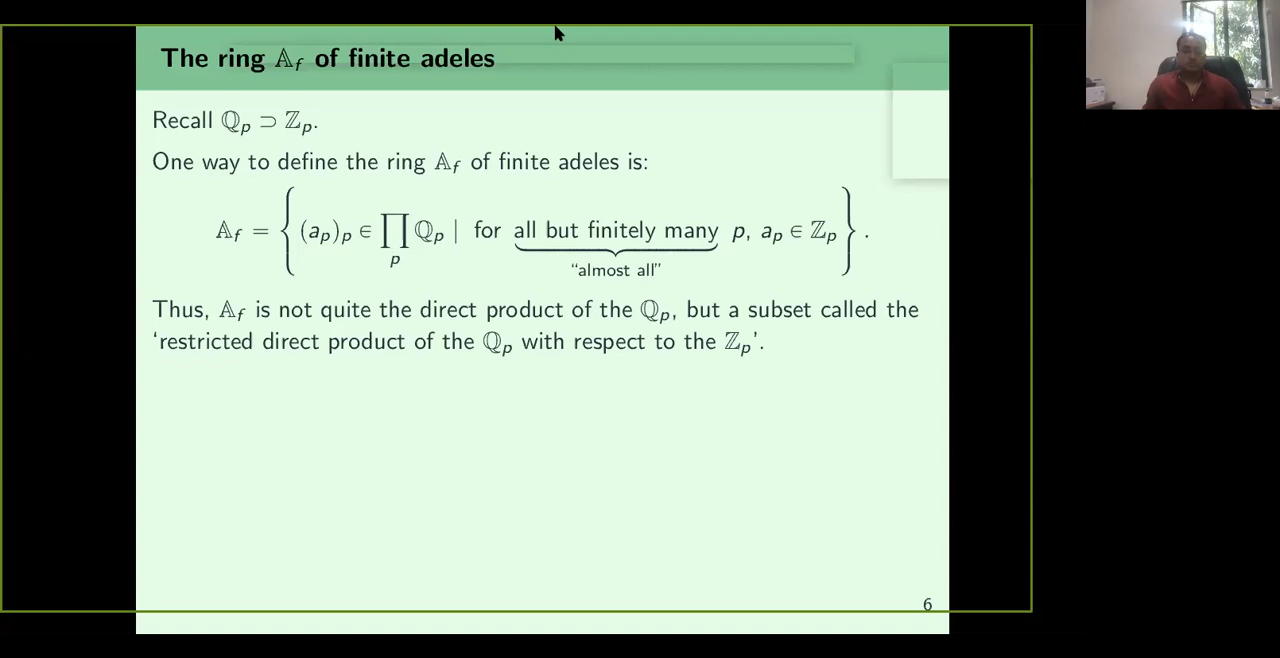 The ring 𝔸_f of finite adeles
Recall ℚ_p ⊃ ℤ_p.
One way to define the ring 𝔸_f of finite adeles is:
𝔸_f = { (a_p)_p ∈ ∏_p ℚ_p | for all but finitely many p, a_p ∈ ℤ_p } .
“almost all”
Thus, 𝔸_f is not quite the direct product of the ℚ_p, but a subset called the
‘restricted direct product of the ℚ_p with respect to the ℤ_p’.
6